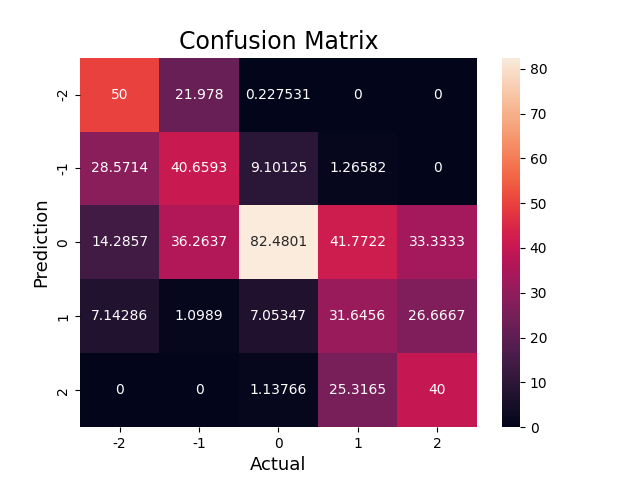 Confusion Matrix
-2 50 21.978 0.227531 0 0
-1 28.5714 40.6593 9.10125 1.26582 0
0 14.2857 36.2637 82.4801 41.7722 33.3333
1 7.14286 1.0989 7.05347 31.6456 26.6667
2 0 0 1.13766 25.3165 40
-2 -1 0 1 2
Prediction
Actual
80
70
60
50
40
30
20
10
0